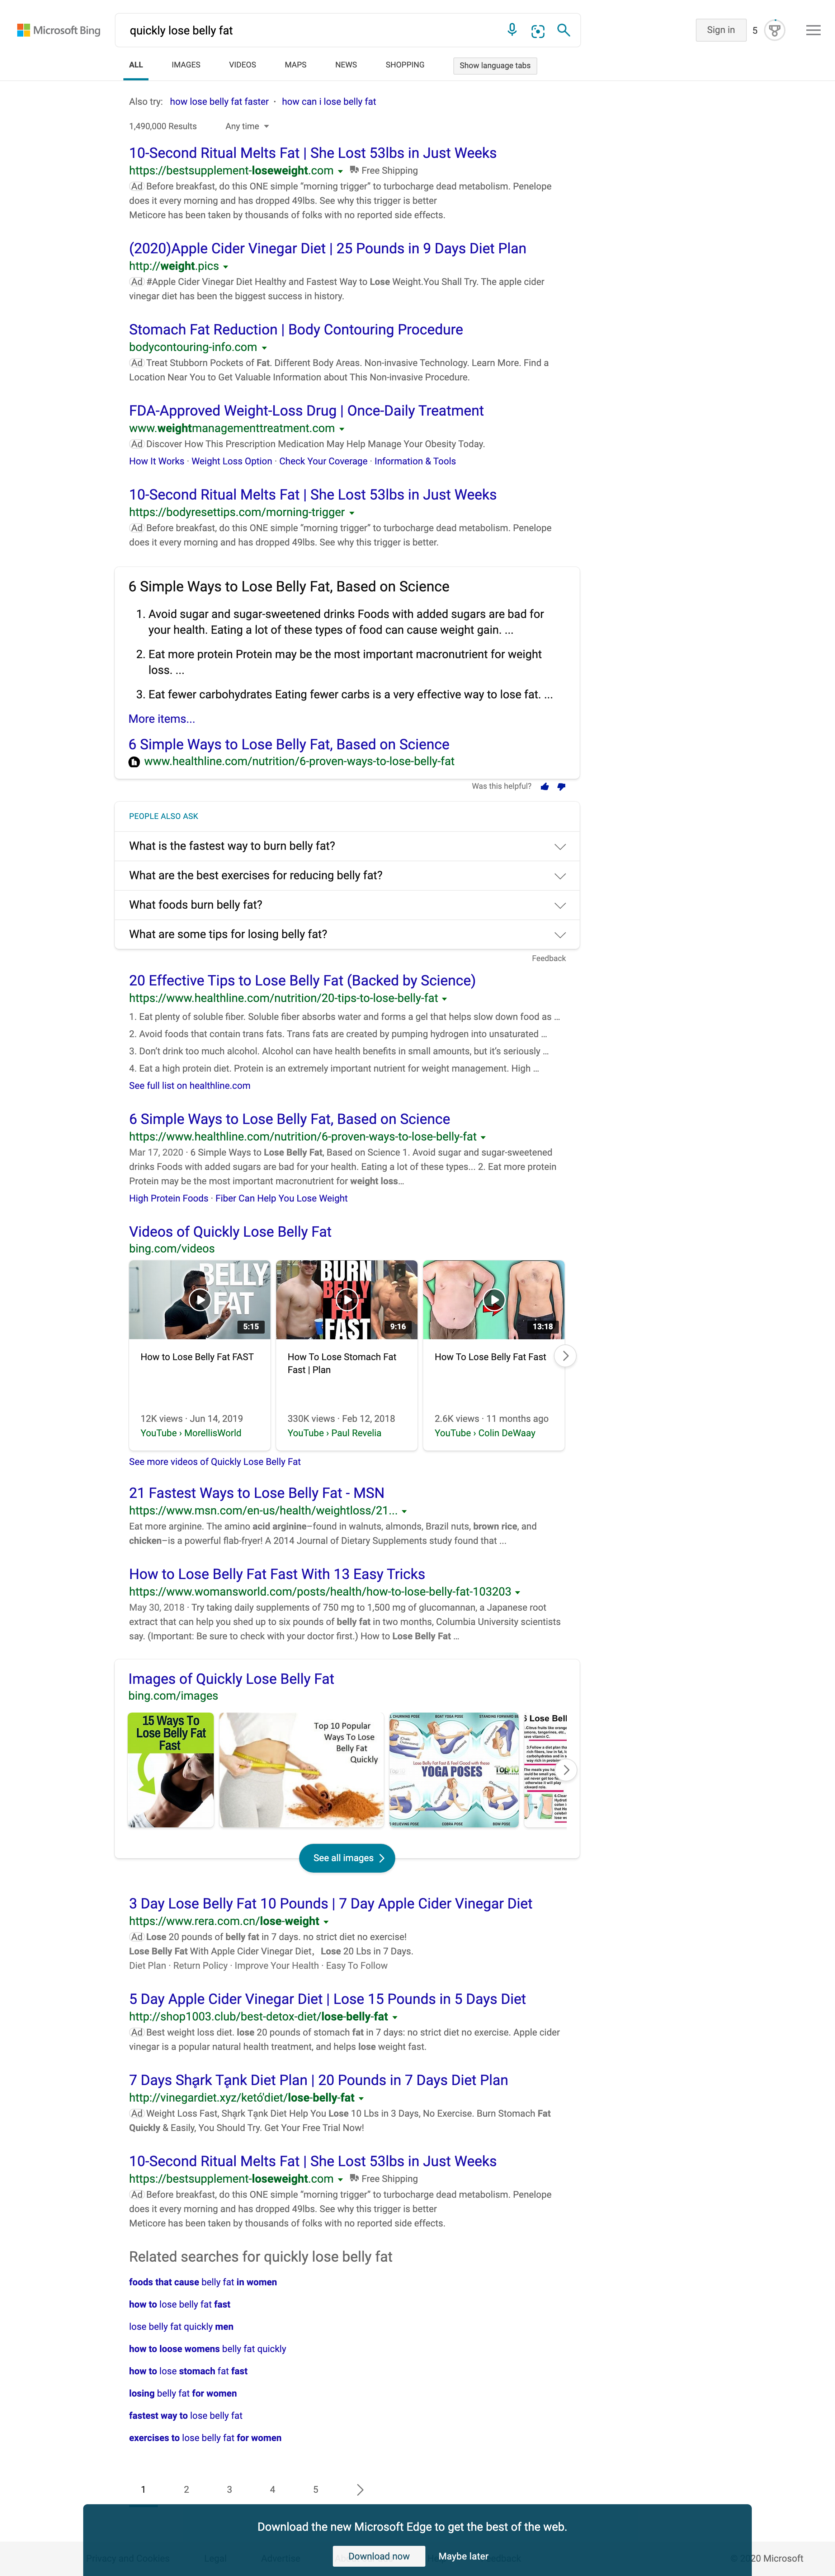 Microsoft Bing
quickly lose belly fat
Sign in
5
ALL
IMAGES
VIDEOS
MAPS
NEWS
SHOPPING
Show language tabs
Also try: how lose belly fat faster · how can i lose belly fat
1,490,000 Results
Any time
10-Second Ritual Melts Fat | She Lost 53lbs in Just Weeks
https://bestsupplement-loseweight.com
Free Shipping
Ad Before breakfast, do this ONE simple “morning trigger” to turbocharge dead metabolism. Penelope
does it every morning and has dropped 49lbs. See why this trigger is better
Meticore has been taken by thousands of folks with no reported side effects.
(2020)Apple Cider Vinegar Diet | 25 Pounds in 9 Days Diet Plan
http://weight.pics
Ad #Apple Cider Vinegar Diet Healthy and Fastest Way to Lose Weight.You Shall Try. The apple cider
vinegar diet has been the biggest success in history.
Stomach Fat Reduction | Body Contouring Procedure
bodycontouring-info.com
Ad Treat Stubborn Pockets of Fat. Different Body Areas. Non-invasive Technology. Learn More. Find a
Location Near You to Get Valuable Information about This Non-invasive Procedure.
FDA-Approved Weight-Loss Drug | Once-Daily Treatment
www.weightmanagementtreatment.com
Ad Discover How This Prescription Medication May Help Manage Your Obesity Today.
How It Works · Weight Loss Option · Check Your Coverage · Information & Tools
10-Second Ritual Melts Fat | She Lost 53lbs in Just Weeks
https://bodyresettips.com/morning-trigger
Ad Before breakfast, do this ONE simple “morning trigger” to turbocharge dead metabolism. Penelope
does it every morning and has dropped 49lbs. See why this trigger is better.
6 Simple Ways to Lose Belly Fat, Based on Science
1. Avoid sugar and sugar-sweetened drinks Foods with added sugars are bad for
your health. Eating a lot of these types of food can cause weight gain. ...
2. Eat more protein Protein may be the most important macronutrient for weight
loss. ...
3. Eat fewer carbohydrates Eating fewer carbs is a very effective way to lose fat. ...
More items...
6 Simple Ways to Lose Belly Fat, Based on Science
www.healthline.com/nutrition/6-proven-ways-to-lose-belly-fat
Was this helpful?
PEOPLE ALSO ASK
What is the fastest way to burn belly fat?
What are the best exercises for reducing belly fat?
What foods burn belly fat?
What are some tips for losing belly fat?
Feedback
20 Effective Tips to Lose Belly Fat (Backed by Science)
https://www.healthline.com/nutrition/20-tips-to-lose-belly-fat
1. Eat plenty of soluble fiber. Soluble fiber absorbs water and forms a gel that helps slow down food as ...
2. Avoid foods that contain trans fats. Trans fats are created by pumping hydrogen into unsaturated ...
3. Don’t drink too much alcohol. Alcohol can have health benefits in small amounts, but it’s seriously ...
4. Eat a high protein diet. Protein is an extremely important nutrient for weight management. High ...
See full list on healthline.com
6 Simple Ways to Lose Belly Fat, Based on Science
https://www.healthline.com/nutrition/6-proven-ways-to-lose-belly-fat
Mar 17, 2020 · 6 Simple Ways to Lose Belly Fat, Based on Science 1. Avoid sugar and sugar-sweetened
drinks Foods with added sugars are bad for your health. Eating a lot of these types... 2. Eat more protein
Protein may be the most important macronutrient for weight loss...
High Protein Foods · Fiber Can Help You Lose Weight
Videos of Quickly Lose Belly Fat
bing.com/videos
BELLY
FAT
5:15
BURN
BELLY
FAT
FAST
9:16
13:18
How to Lose Belly Fat FAST
How To Lose Stomach Fat
Fast | Plan
How To Lose Belly Fat Fast
12K views · Jun 14, 2019
YouTube › MorellisWorld
330K views · Feb 12, 2018
YouTube › Paul Revelia
2.6K views · 11 months ago
YouTube › Colin DeWaay
See more videos of Quickly Lose Belly Fat
21 Fastest Ways to Lose Belly Fat - MSN
https://www.msn.com/en-us/health/weightloss/21...
Eat more arginine. The amino acid arginine–found in walnuts, almonds, Brazil nuts, brown rice, and
chicken–is a powerful flab-fryer! A 2014 Journal of Dietary Supplements study found that ...
How to Lose Belly Fat Fast With 13 Easy Tricks
https://www.womansworld.com/posts/health/how-to-lose-belly-fat-103203
May 30, 2018 · Try taking daily supplements of 750 mg to 1,500 mg of glucomannan, a Japanese root
extract that can help you shed up to six pounds of belly fat in two months, Columbia University scientists
say. (Important: Be sure to check with your doctor first.) How to Lose Belly Fat ...
Images of Quickly Lose Belly Fat
bing.com/images
15 Ways To
Lose Belly Fat
Fast
Top 10 Popular
Ways To Lose
Belly Fat
Quickly
YOGA POSES
Lose Bell
See all images
3 Day Lose Belly Fat 10 Pounds | 7 Day Apple Cider Vinegar Diet
https://www.rera.com.cn/lose-weight
Ad Lose 20 pounds of belly fat in 7 days. no strict diet no exercise!
Lose Belly Fat With Apple Cider Vinegar Diet，Lose 20 Lbs in 7 Days.
Diet Plan · Return Policy · Improve Your Health · Easy To Follow
5 Day Apple Cider Vinegar Diet | Lose 15 Pounds in 5 Days Diet
http://shop1003.club/best-detox-diet/lose-belly-fat
Ad Best weight loss diet. lose 20 pounds of stomach fat in 7 days: no strict diet no exercise. Apple cider
vinegar is a popular natural health treatment, and helps lose weight fast.
7 Days Shạrk Tạnk Diet Plan | 20 Pounds in 7 Days Diet Plan
http://vinegardiet.xyz/ketó'diet/lose-belly-fat
Ad Weight Loss Fast, Shạrk Tạnk Diet Help You Lose 10 Lbs in 3 Days, No Exercise. Burn Stomach Fat
Quickly & Easily, You Should Try. Get Your Free Trial Now!
10-Second Ritual Melts Fat | She Lost 53lbs in Just Weeks
https://bestsupplement-loseweight.com
Free Shipping
Ad Before breakfast, do this ONE simple “morning trigger” to turbocharge dead metabolism. Penelope
does it every morning and has dropped 49lbs. See why this trigger is better
Meticore has been taken by thousands of folks with no reported side effects.
Related searches for quickly lose belly fat
foods that cause belly fat in women
how to lose belly fat fast
lose belly fat quickly men
how to loose womens belly fat quickly
how to lose stomach fat fast
losing belly fat for women
fastest way to lose belly fat
exercises to lose belly fat for women
1 2 3 4 5
Download the new Microsoft Edge to get the best of the web.
Download now
Maybe later
20 Microsoft